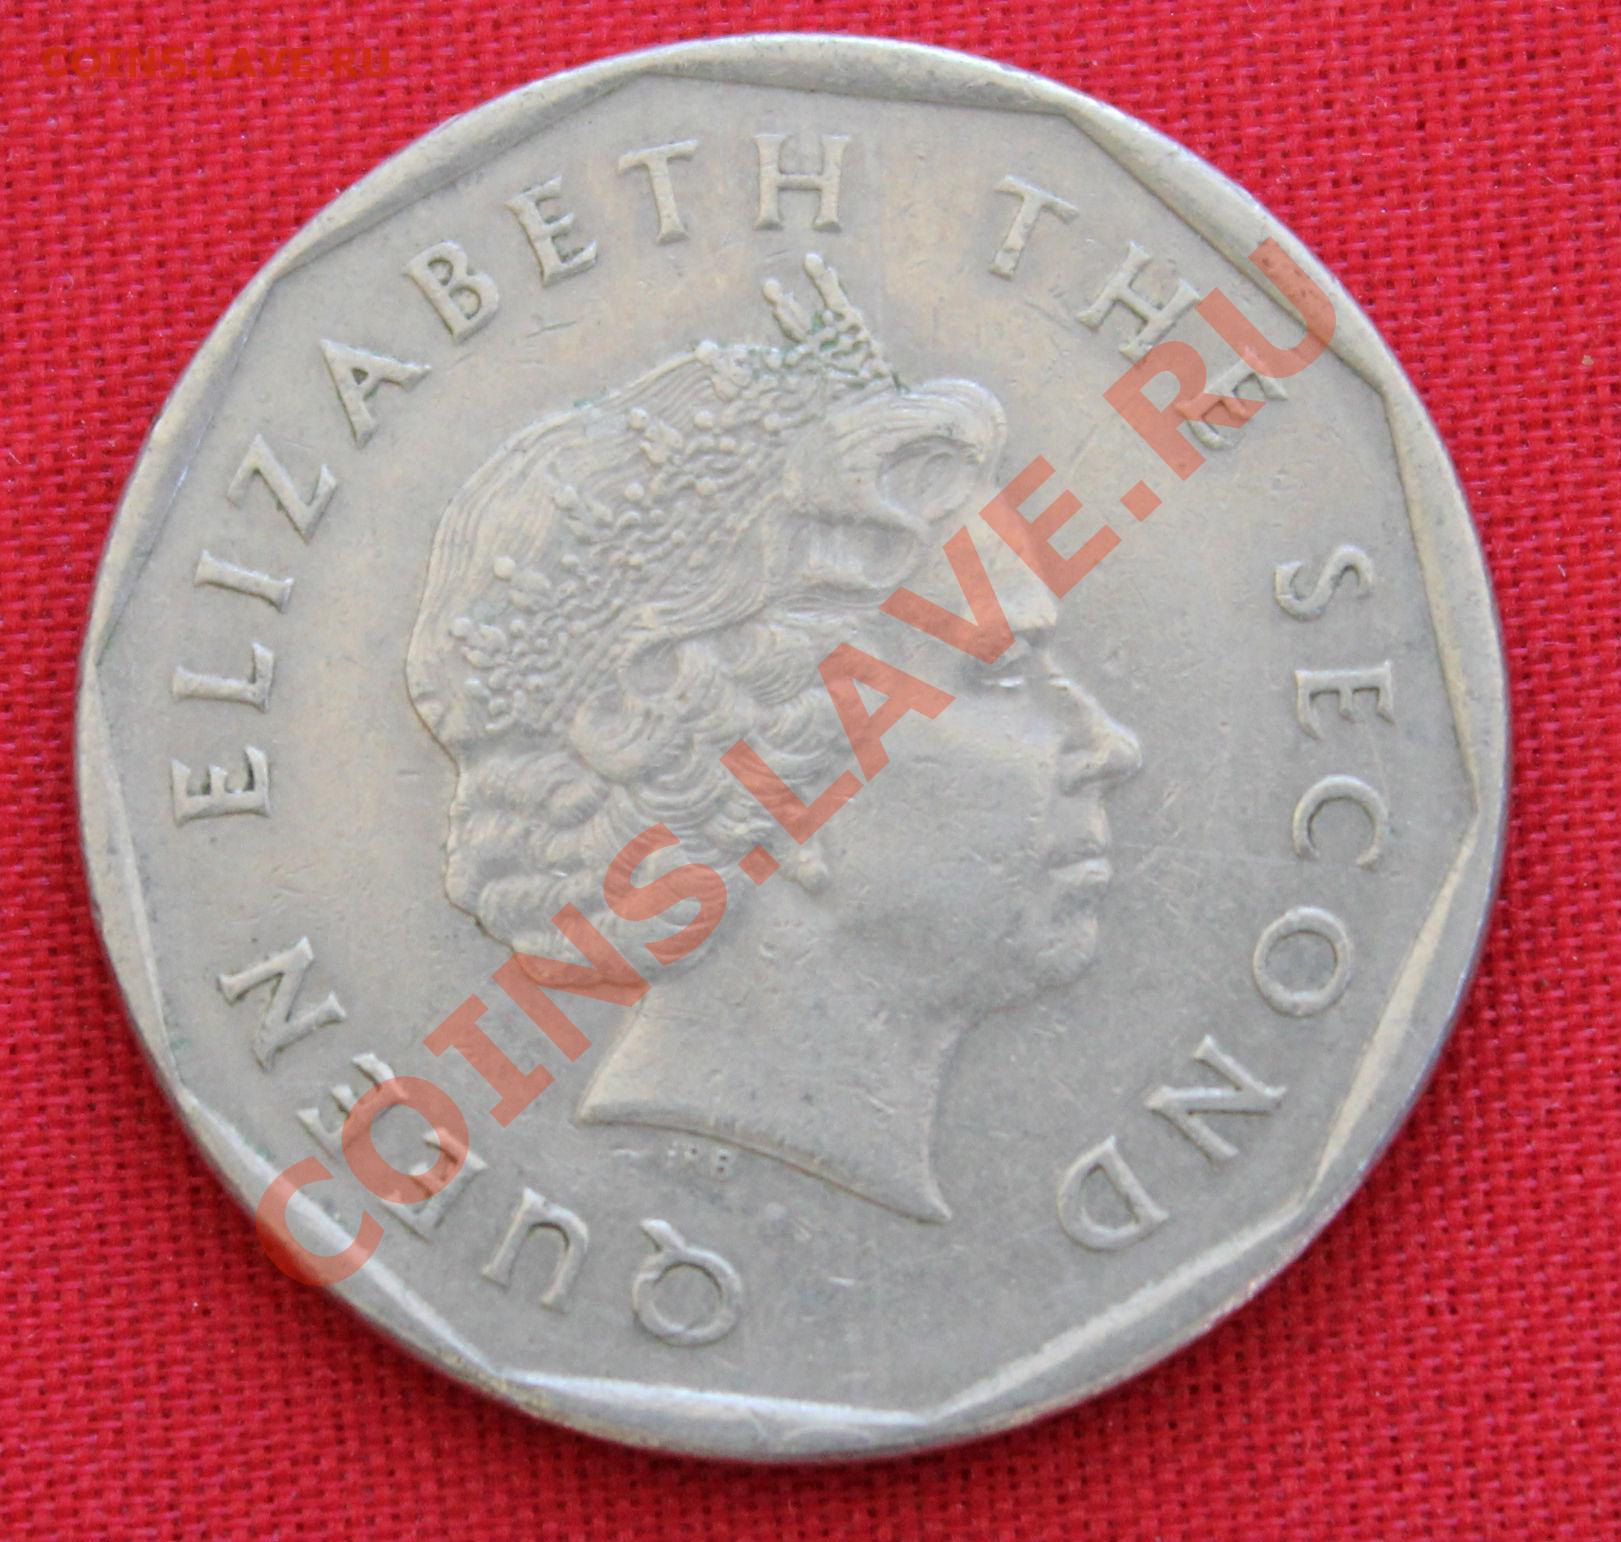 COINS.LAVE.RU
QUEEN ELIZABETH THE SECOND
IRB
COINS.LAVE.RU